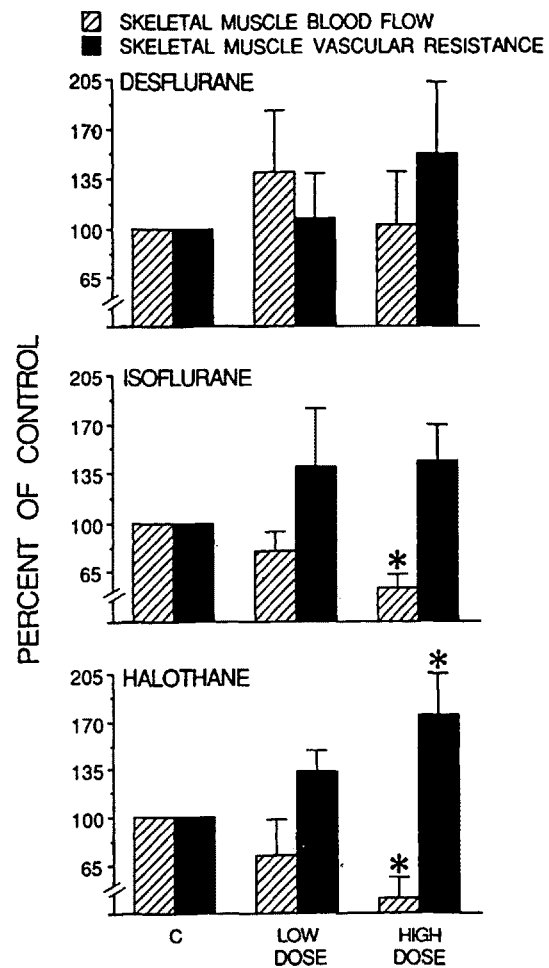 SKELETAL MUSCLE BLOOD FLOW
SKELETAL MUSCLE VASCULAR RESISTANCE
DESFLURANE
205
170
135
100
65
ISOFLURANE
205
170
135
100
65
*
HALOTHANE
205
170
135
100
65
*
*
PERCENT OF CONTROL
C
LOW DOSE
HIGH DOSE